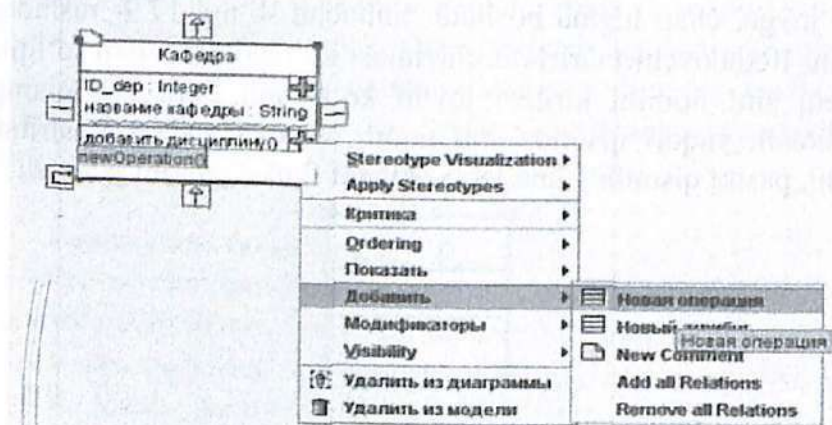 Кафедра
ID_dep : Integer
название кафедры : String
добавить дисциплину()
newOperation()
Stereotype Visualization
Apply Stereotypes
Критика
Ordering
Показать
Добавить
Модификаторы
Visibility
Удалить из диаграммы
Удалить из модели
Новая операция
Новый
Новая операция
New Comment
Add all Relations
Remove all Relations